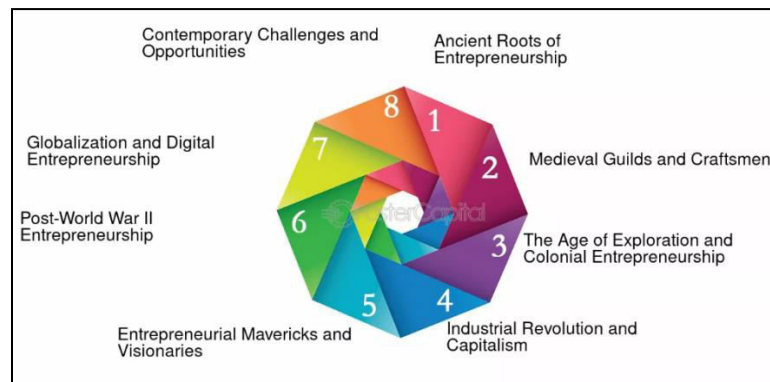 Contemporary Challenges and
Opportunities
Ancient Roots of
Entrepreneurship
8
1
Globalization and Digital
Entrepreneurship
7
2
Medieval Guilds and Craftsmen
Post-World War II
Entrepreneurship
6
3
The Age of Exploration and
Colonial Entrepreneurship
5
4
Entrepreneurial Mavericks and
Visionaries
Industrial Revolution and
Capitalism